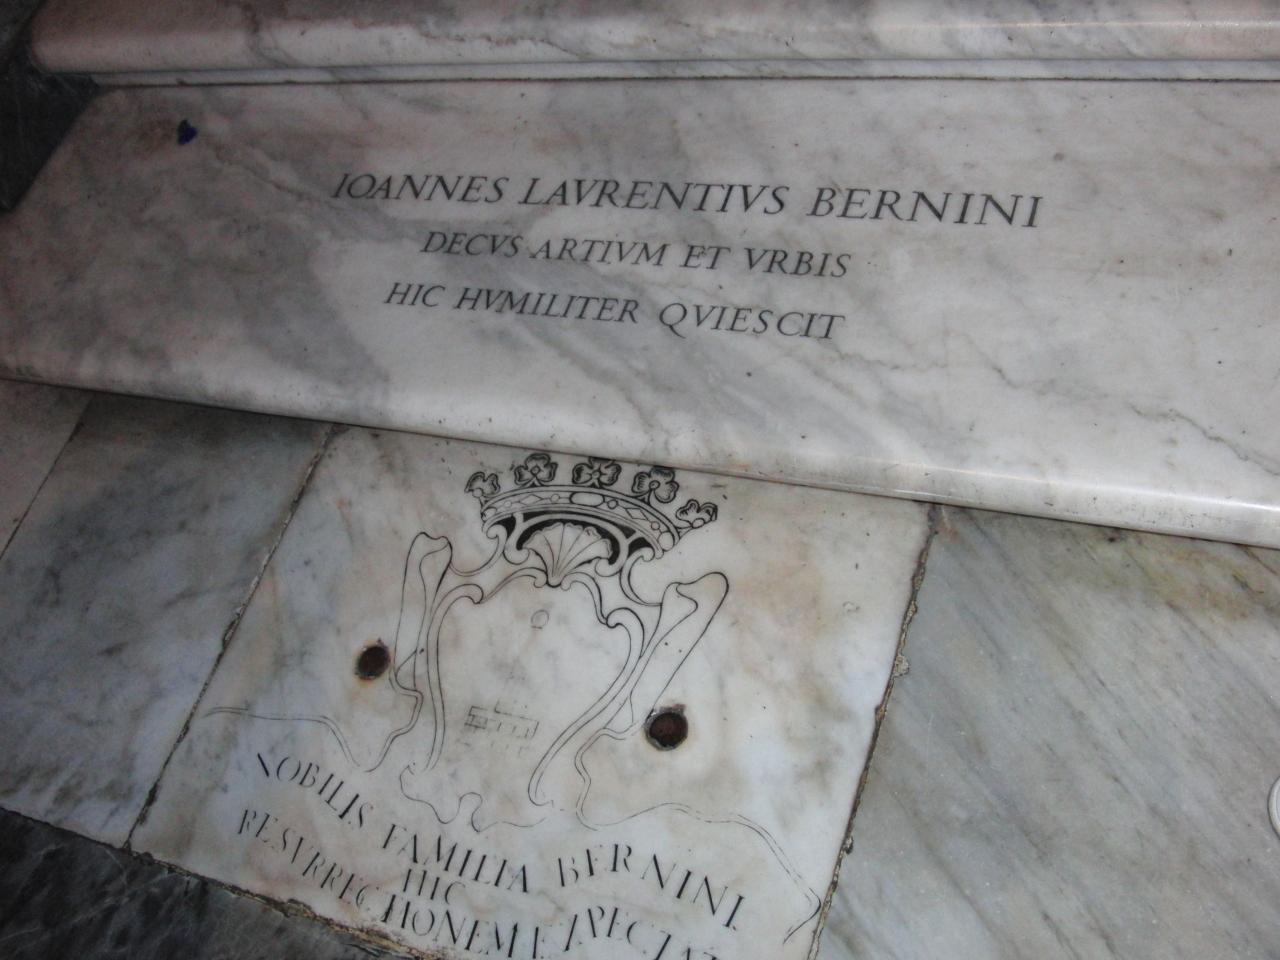 IOANNES LAVRENTIVS BERNINI
DECVS ARTIVM ET VRBIS
HIC HVMILITER QVIESCIT
NOBILIS FAMILIA BERNINI
HIC
RESVRRECTIONEM